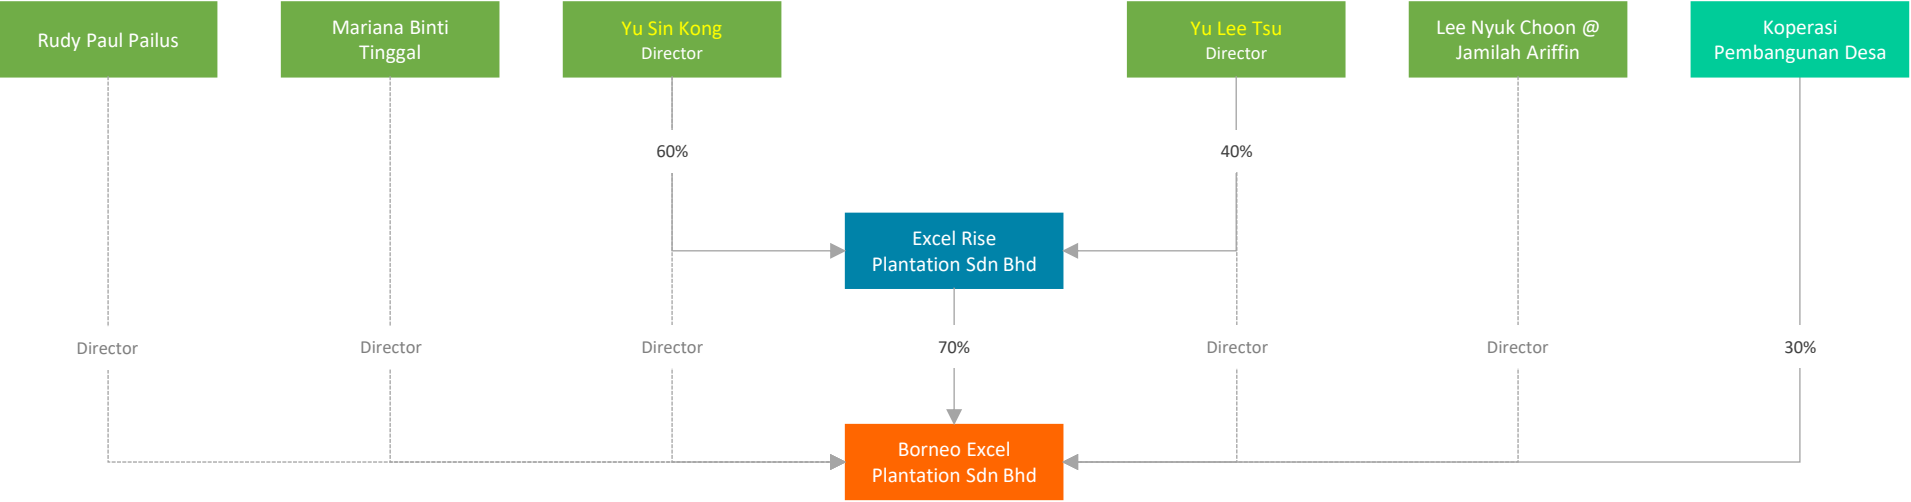 Rudy Paul Pailus
Mariana Binti
Tinggal
Yu Sin Kong
Director
Yu Lee Tsu
Director
Lee Nyuk Choon @
Jamilah Ariffin
Koperasi
Pembangunan Desa
60%
40%
Excel Rise
Plantation Sdn Bhd
Director
Director
Director
70%
Director
Director
30%
Borneo Excel
Plantation Sdn Bhd